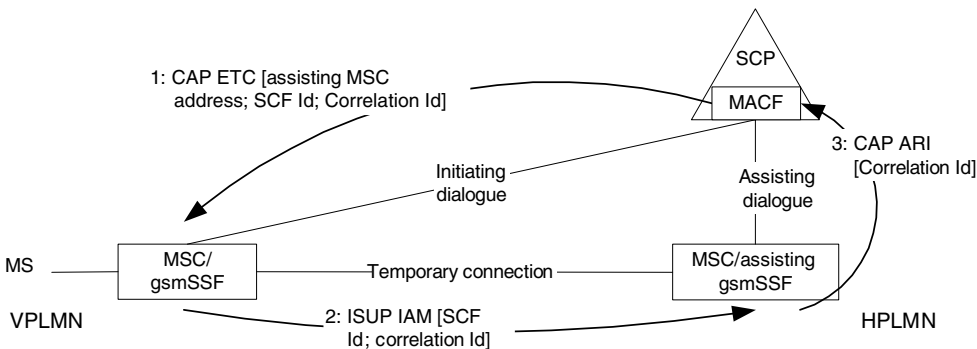 SCP
1: CAP ETC [assisting MSC
address; SCF Id; Correlation Id]
MACF
3: CAP ARI
[Correlation Id]
Initiating
dialogue
Assisting
dialogue
MS
MSC/
gsmSSF
Temporary connection
MSC/assisting
gsmSSF
VPLMN
2: ISUP IAM [SCF
Id; correlation Id]
HPLMN